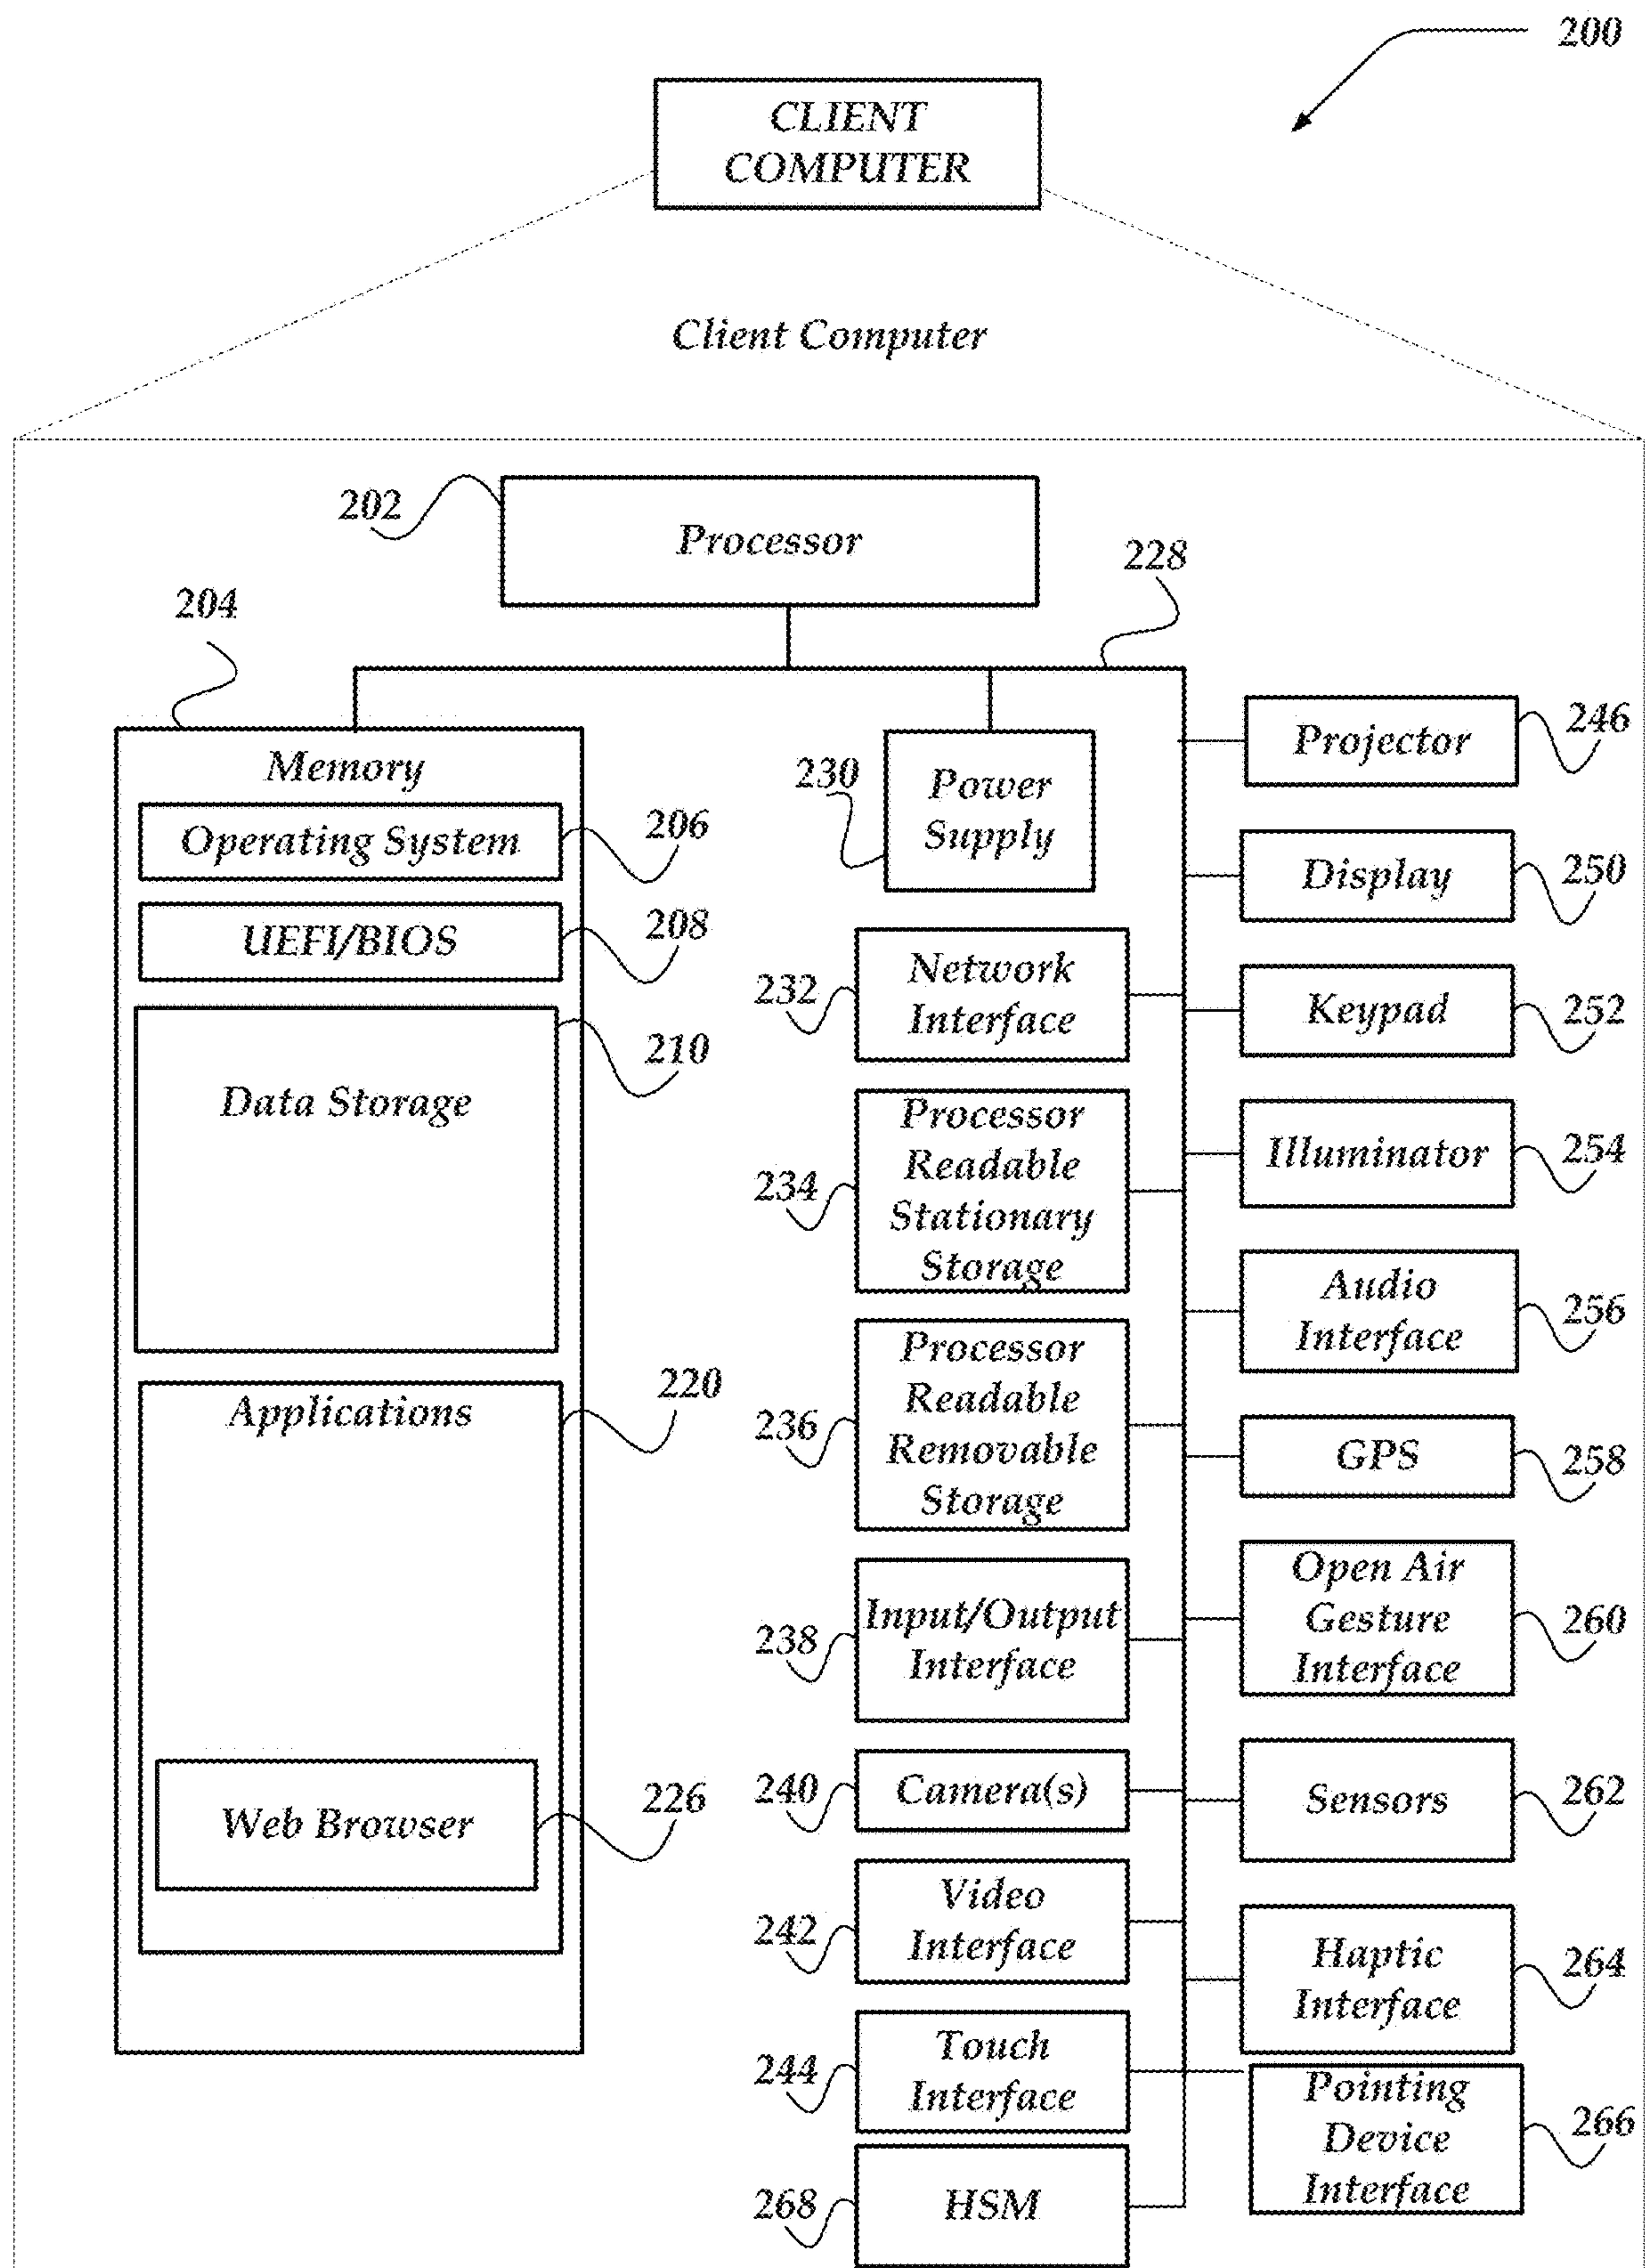 200
CLIENT
COMPUTER
Client Computer
202
Processor
228
204
Memory
Operating System
206
UEFI/BIOS
208
Data Storage
210
Applications
220
Web Browser
226
230
Power
Supply
232
Network
Interface
234
Processor
Readable
Stationary
Storage
236
Processor
Readable
Removable
Storage
238
Input/Output
Interface
240
Camera(s)
242
Video
Interface
244
Touch
Interface
268
HSM
Projector
246
Display
250
Keypad
252
Illuminator
254
Audio
Interface
256
GPS
258
Open Air
Gesture
Interface
260
Sensors
262
Haptic
Interface
264
Pointing
Device
Interface
266